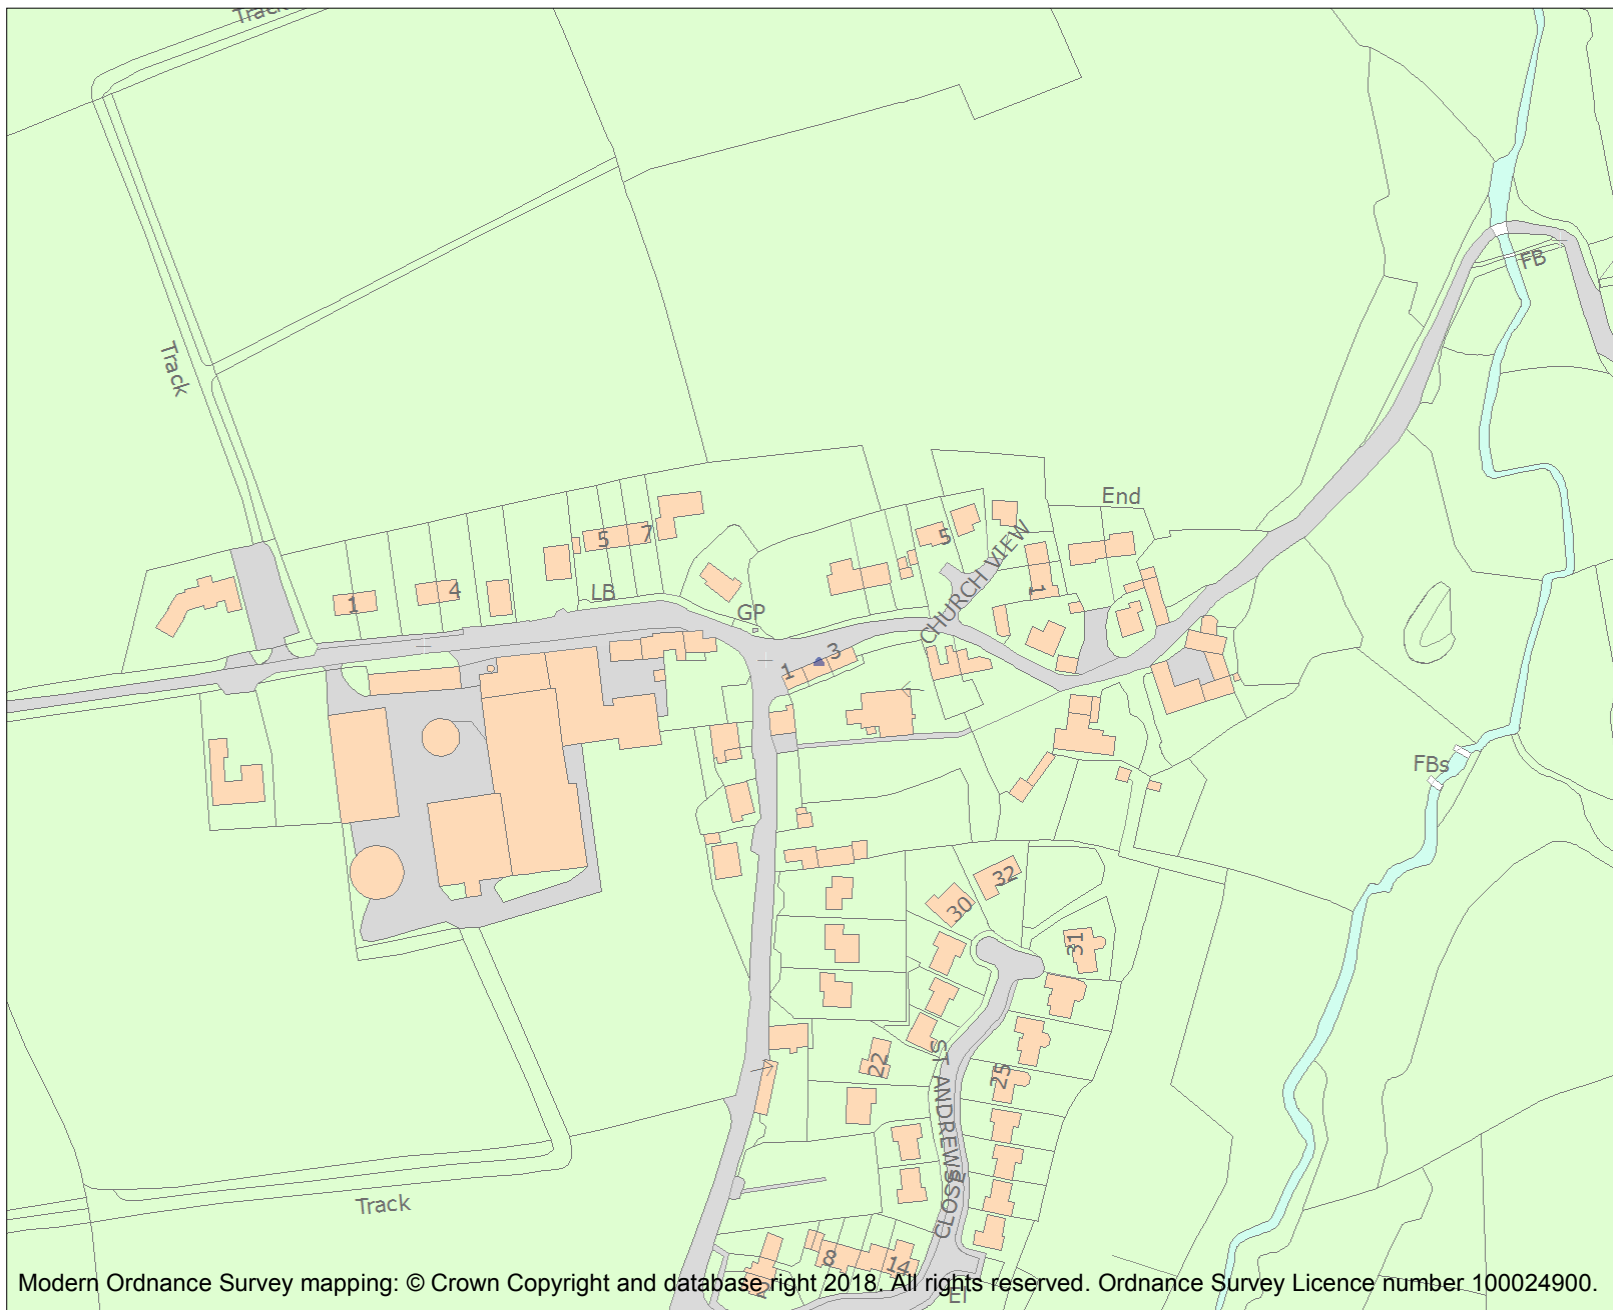 Track
FB
Track
End
5
7
5
CHURCH VIEW
4
1
LB
1
GP
3
1
FBs
32
30
31
22
25
ST ANDREWS
CLOSE
Track
8
14
2
El
Modern Ordnance Survey mapping: © Crown Copyright and database right 2018. All rights reserved. Ordnance Survey Licence number 100024900.